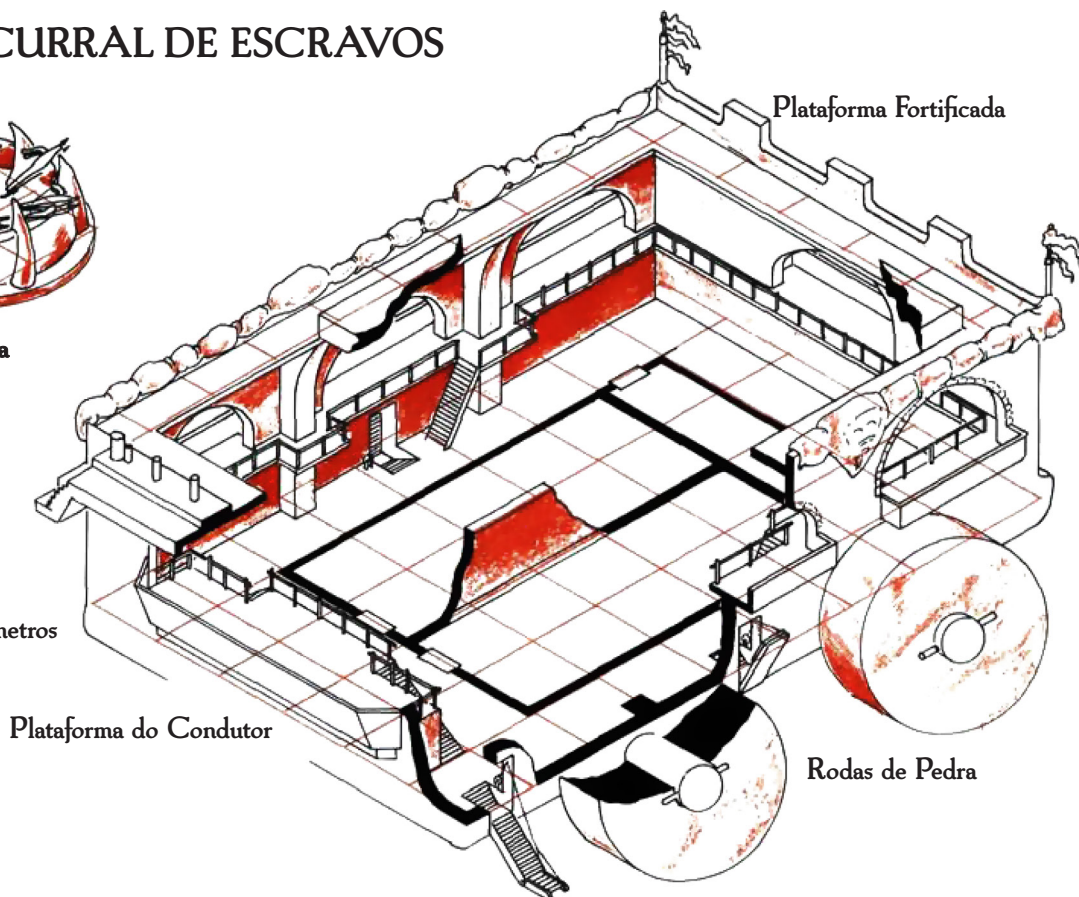 CURRAL DE ESCRAVOS
Plataforma Fortificada
Plataforma do Condutor
Rodas de Pedra